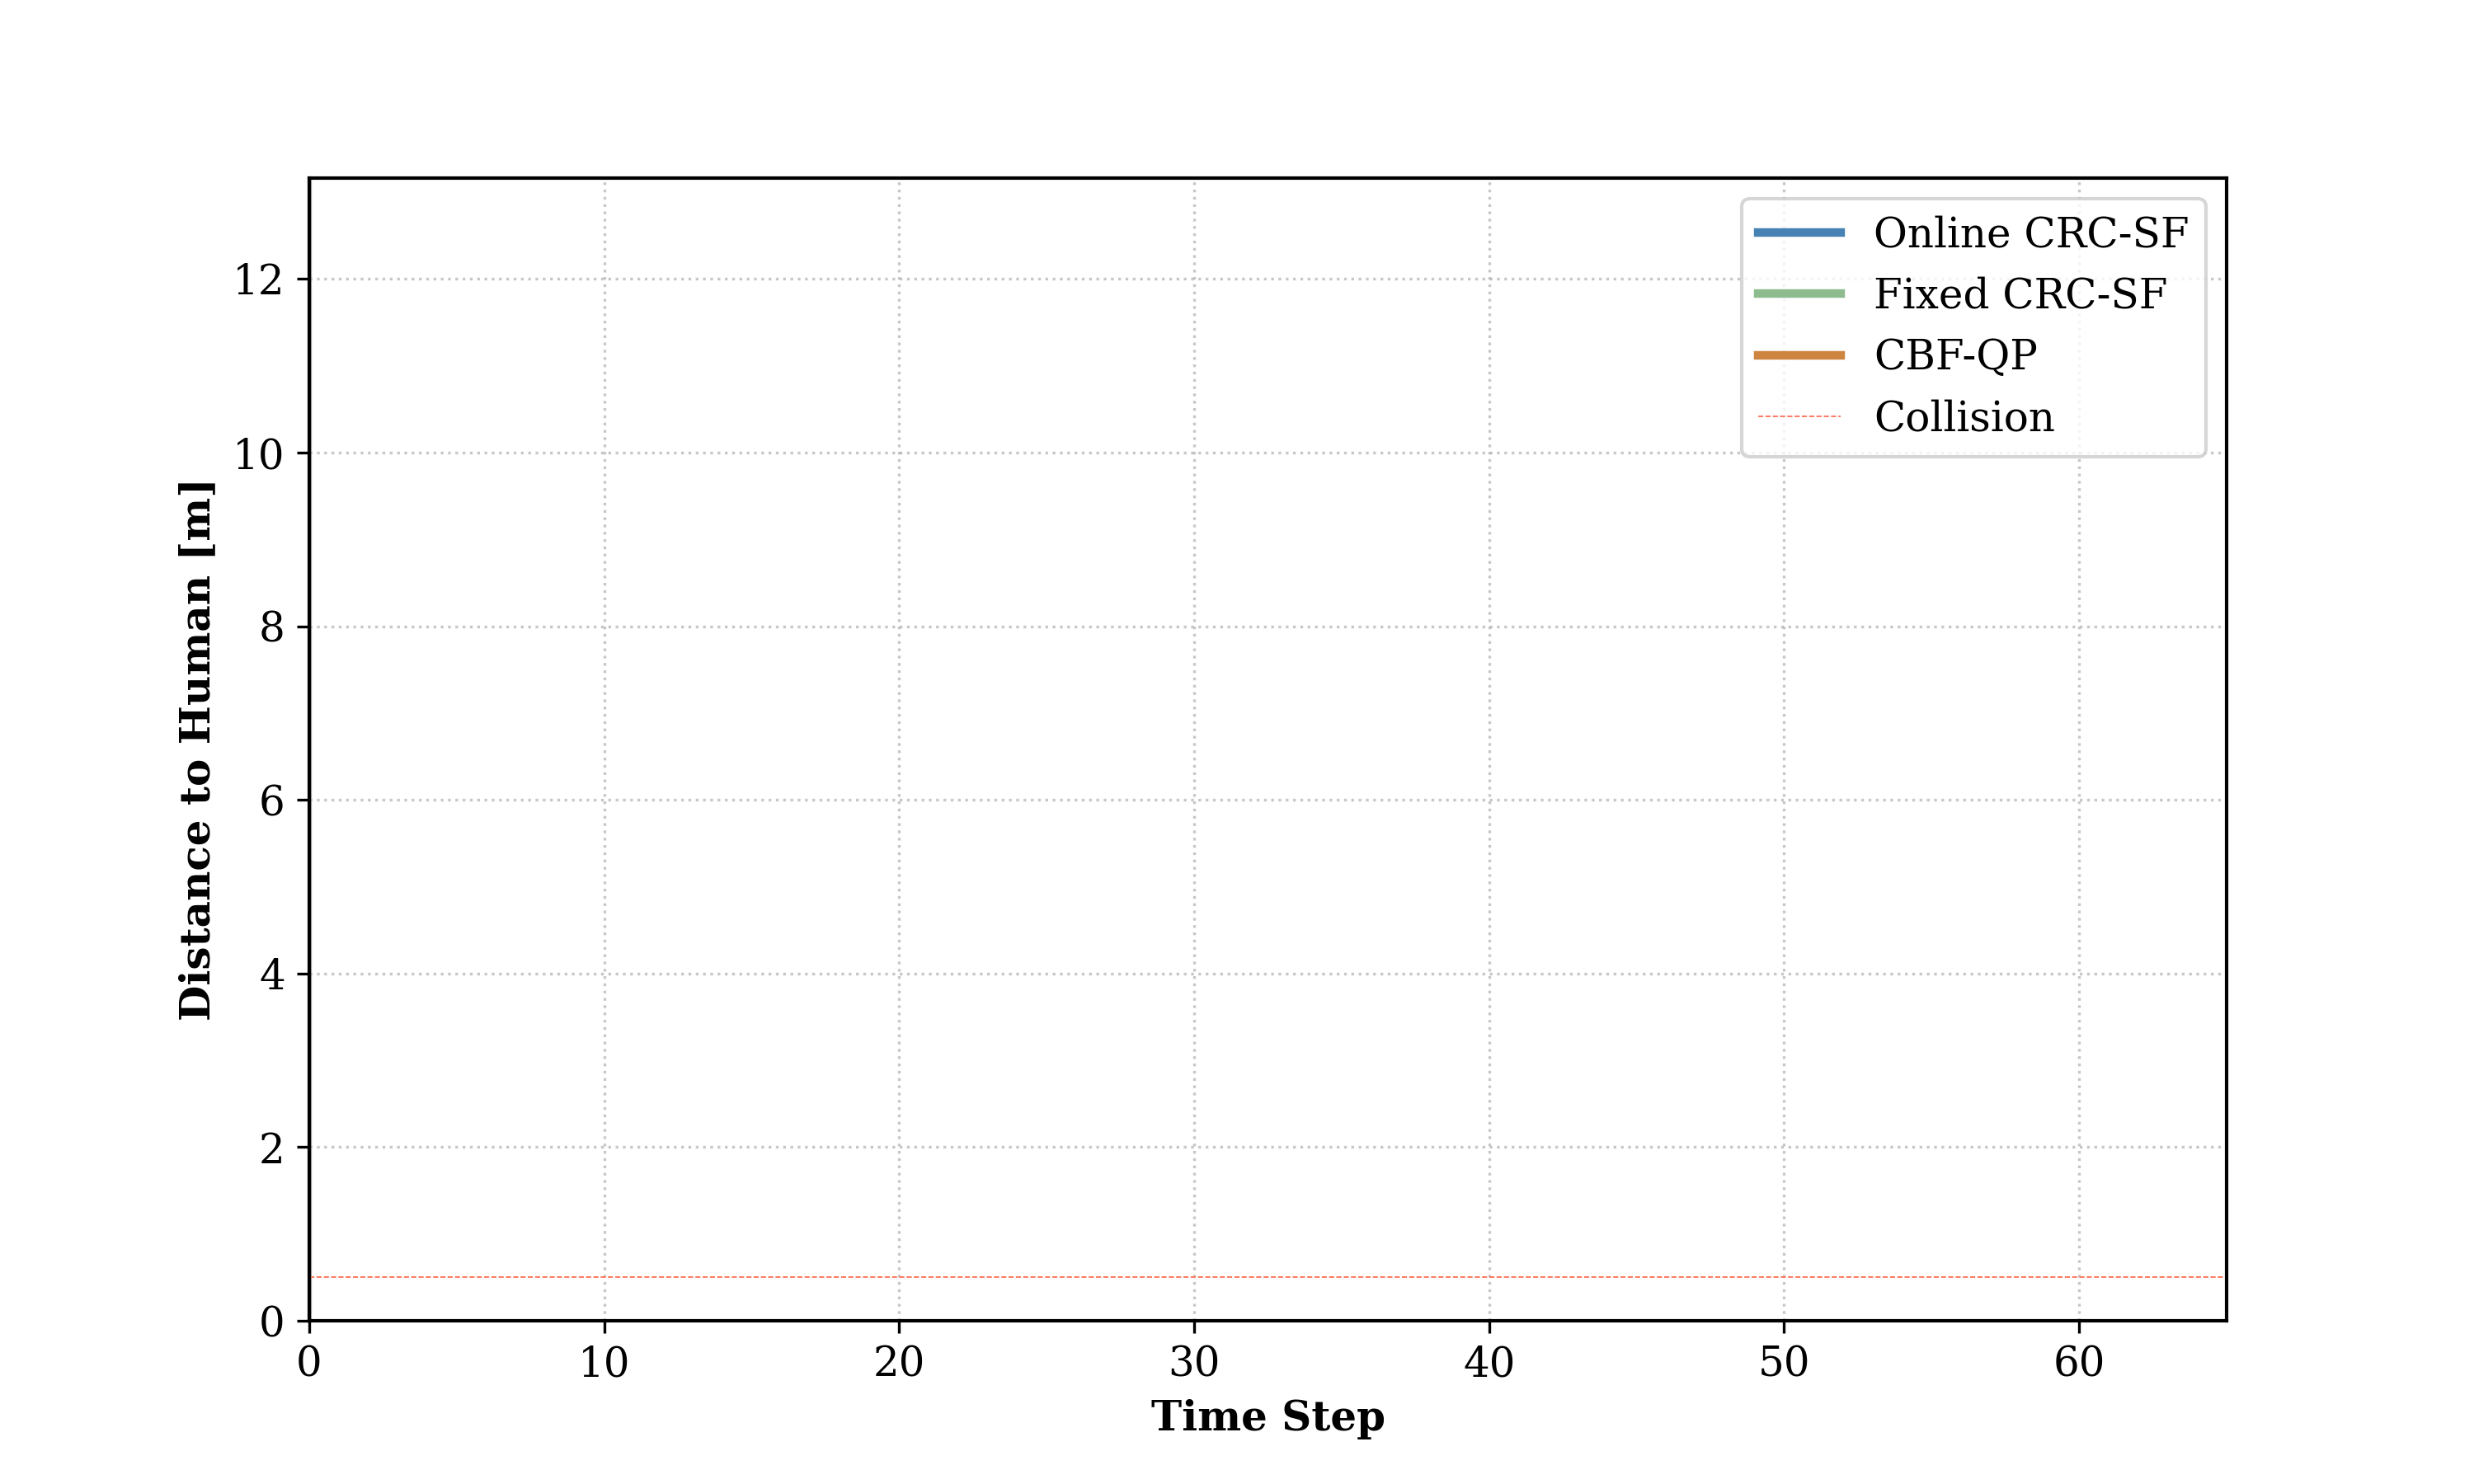 Online CRC-SF
Fixed CRC-SF
CBF-QP
Collision
12
10
8
6
4
2
0
Distance to Human [m]
0 10 20 30 40 50 60
Time Step